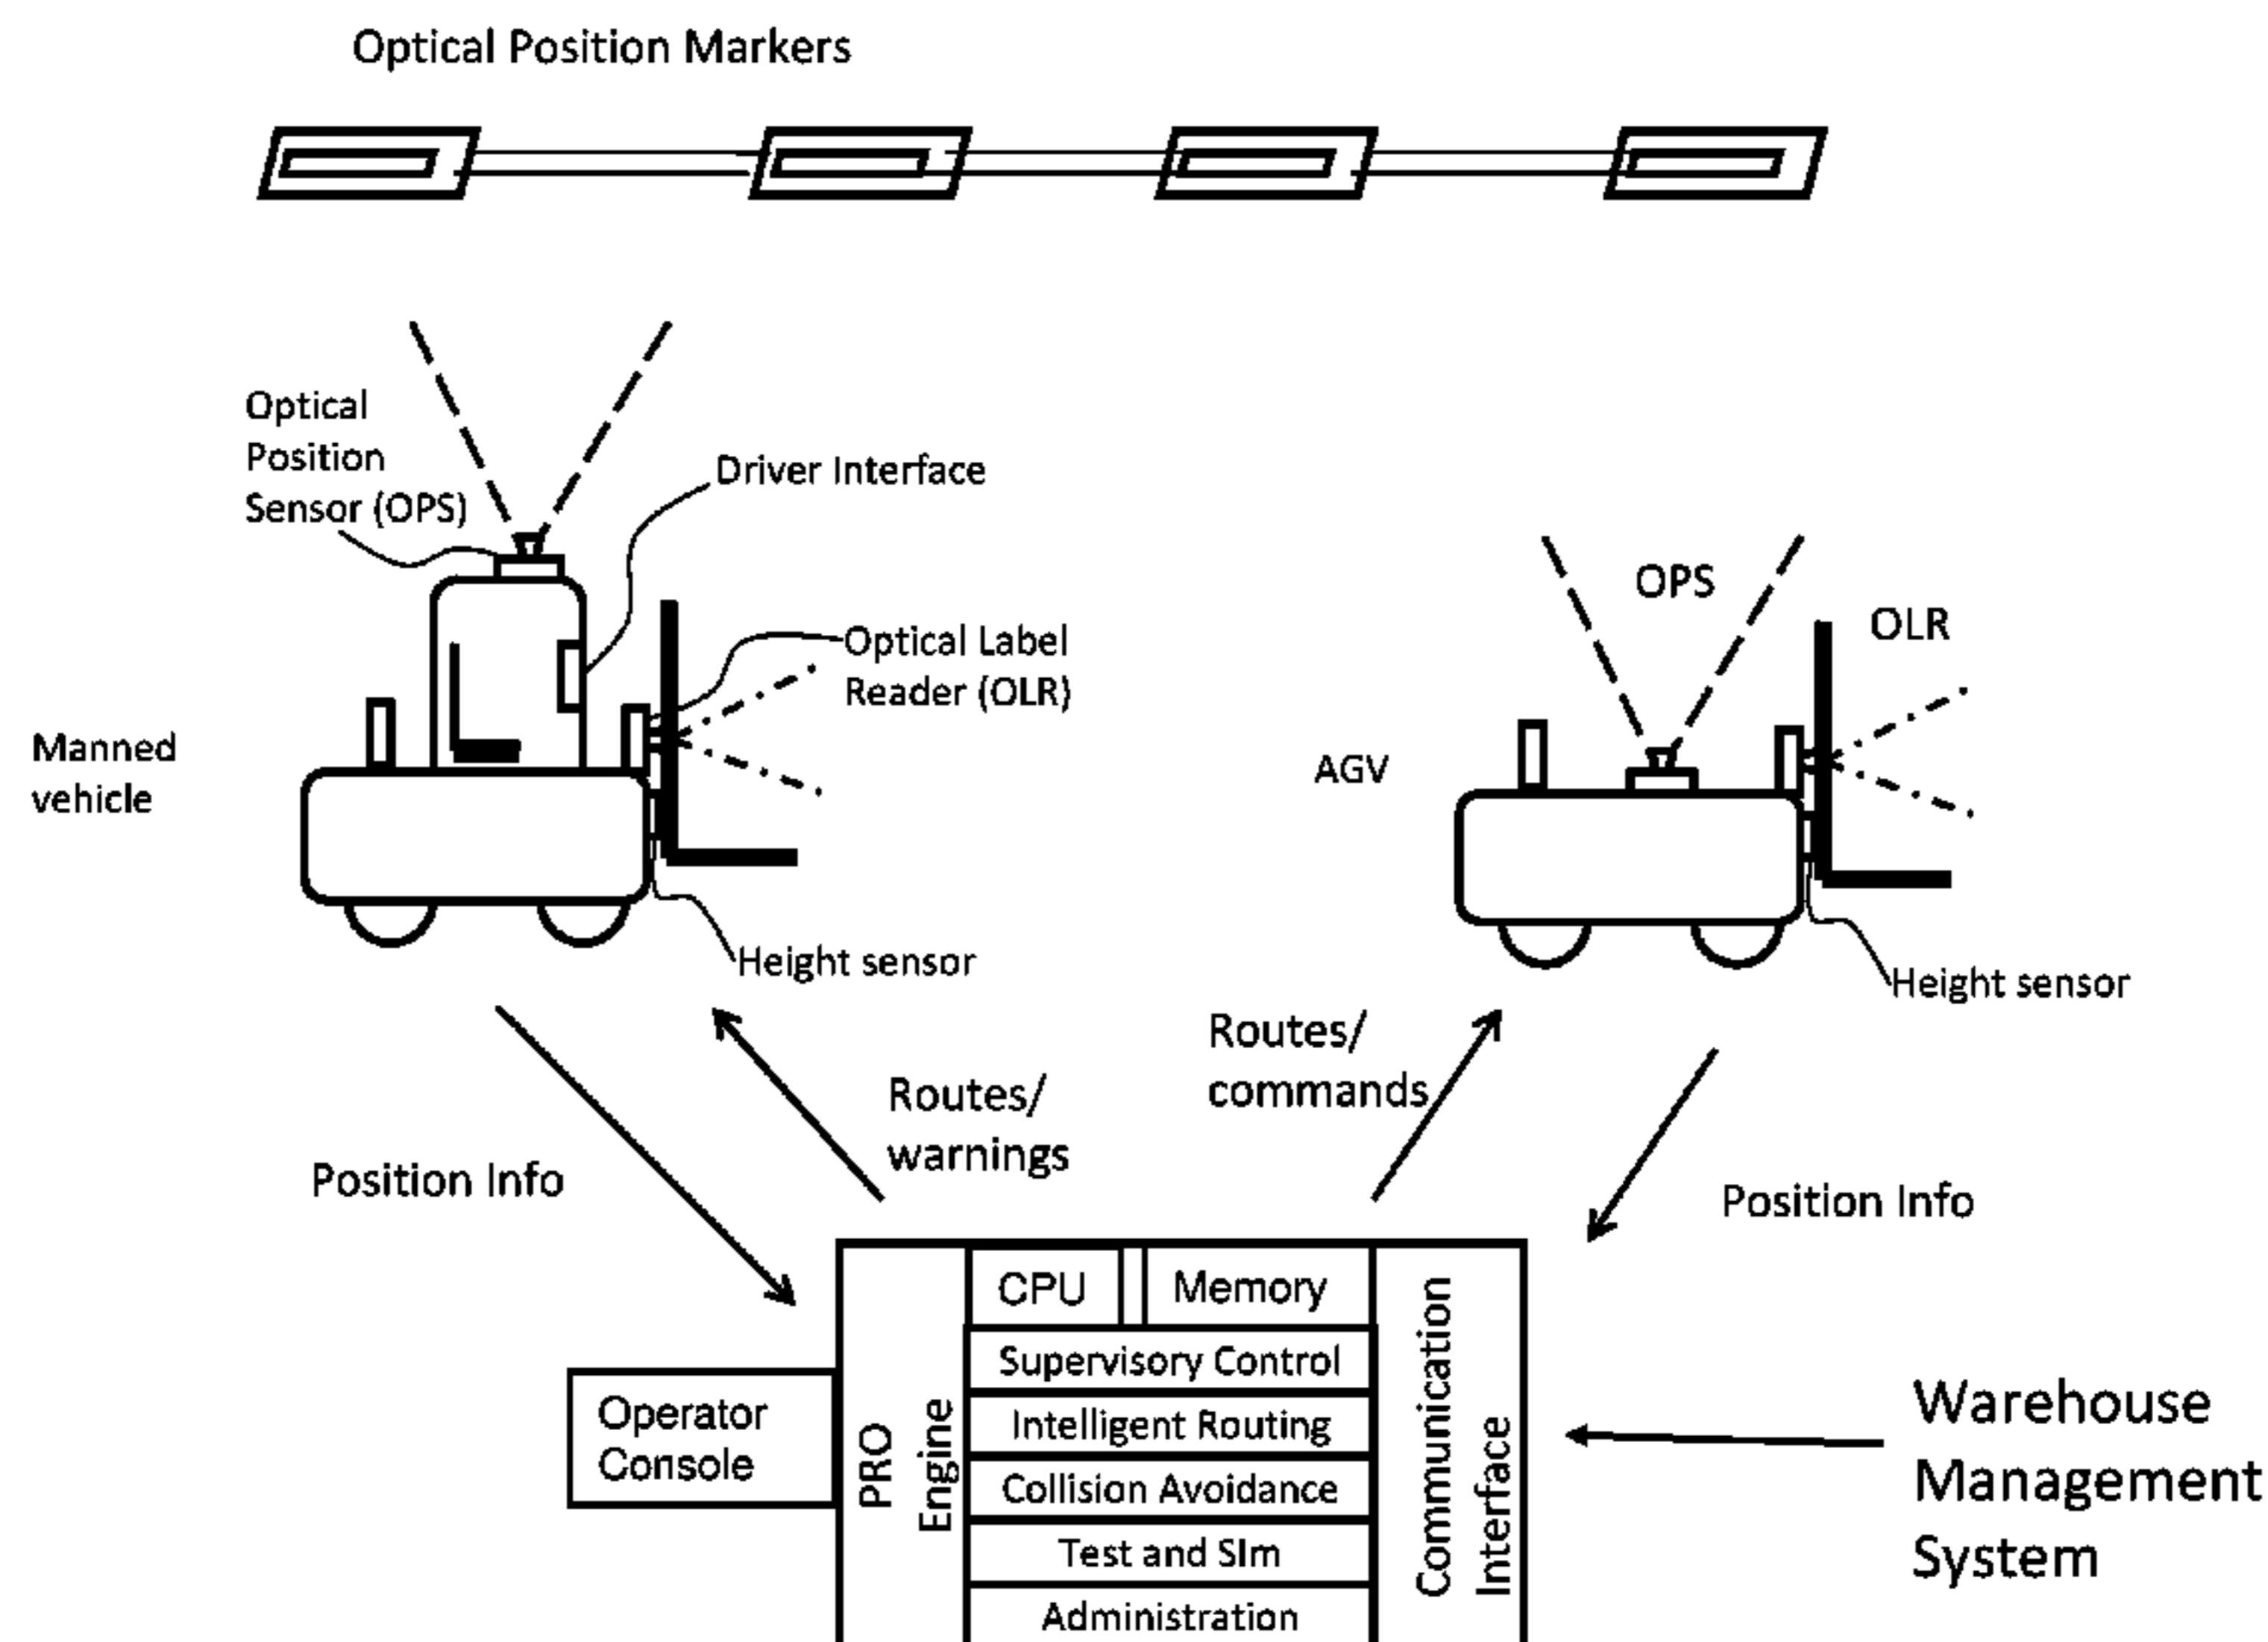 Optical Position Markers
Optical
Position
Sensor (OPS)
Driver Interface
Optical Label
Reader (OLR)
Manned
vehicle
Height sensor
OPS
OLR
AGV
Height sensor
Position Info
Routes/
warnings
Routes/
commands
Position Info
Operator
Console
PRO
Engine
CPU
Memory
Supervisory Control
Intelligent Routing
Collision Avoidance
Test and SIm
Administration
Communication
Interface
Warehouse
Management
System